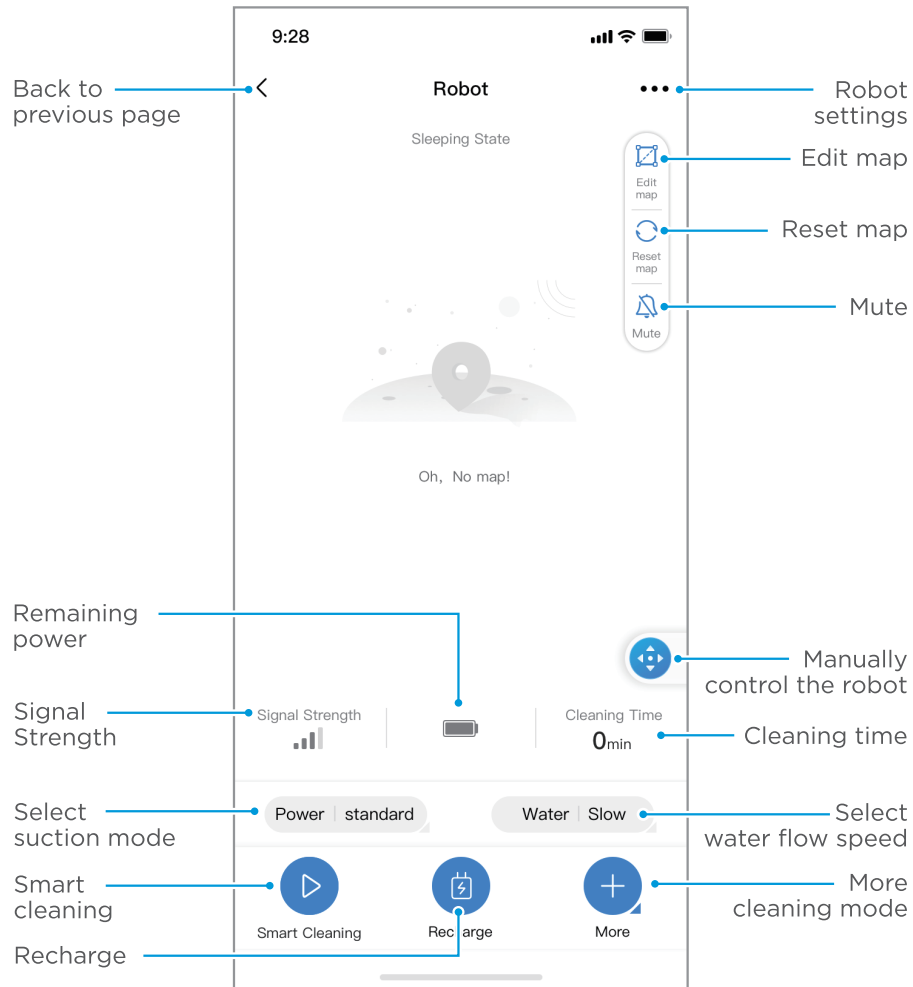 9:28
Back to
previous page
Robot
Robot
settings
Sleeping State
Edit
map
Edit map
Reset
map
Reset map
Mute
Mute
Oh, No map!
Remaining
power
Manually
control the robot
Signal
Strength
Signal Strength
Cleaning Time
0min
Cleaning time
Select
suction mode
Power | standard
Water | Slow
Select
water flow speed
Smart
cleaning
More
cleaning mode
Smart Cleaning
Rec arge
More
Recharge